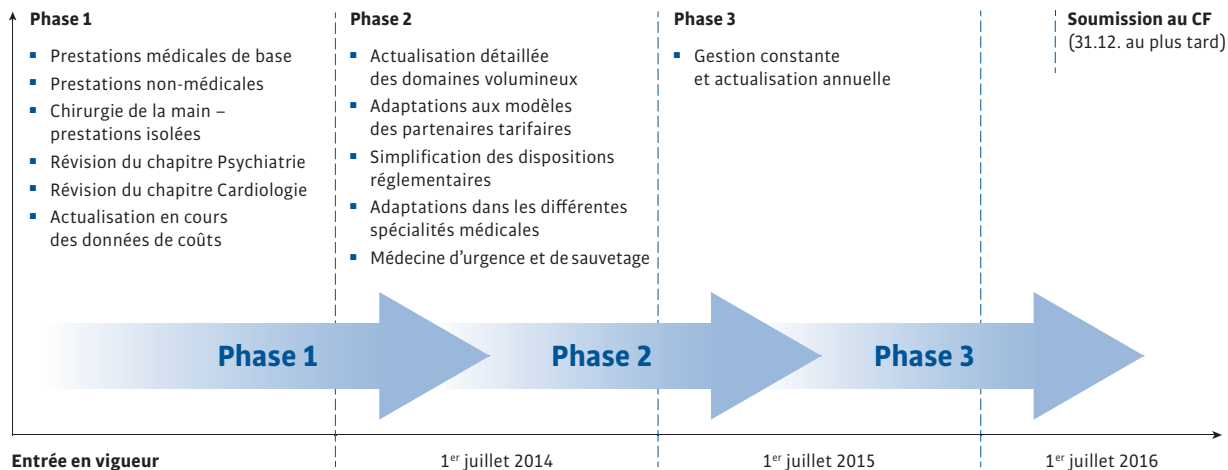 Phase 1
▪ Prestations médicales de base
▪ Prestations non-médicales
▪ Chirurgie de la main –
prestations isolées
▪ Révision du chapitre Psychiatrie
▪ Révision du chapitre Cardiologie
▪ Actualisation en cours
des données de coûts
Phase 2
▪ Actualisation détaillée
des domaines volumineux
▪ Adaptations aux modèles
des partenaires tarifaires
▪ Simplification des dispositions
réglementaires
▪ Adaptations dans les différentes
spécialités médicales
▪ Médecine d'urgence et de sauvetage
Phase 3
▪ Gestion constante
et actualisation annuelle
Soumission au CF
(31.12. au plus tard)
Phase 1
Phase 2
Phase 3
Entrée en vigueur
1er juillet 2014
1er juillet 2015
1er juillet 2016